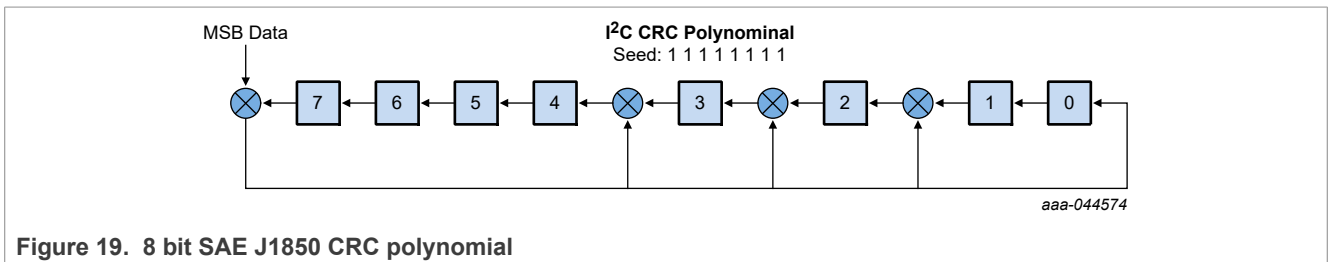 MSB Data
I²C CRC Polynominal
Seed: 1 1 1 1 1 1 1 1
7 6 5 4 3 2 1 0
aaa-044574
Figure 19. 8 bit SAE J1850 CRC polynomial